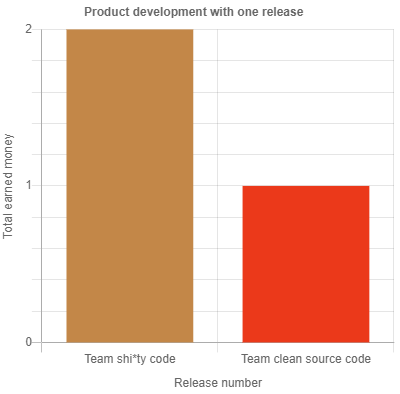 Product development with one release
Total earned money
2
1
0
Team shi*ty code
Team clean source code
Release number